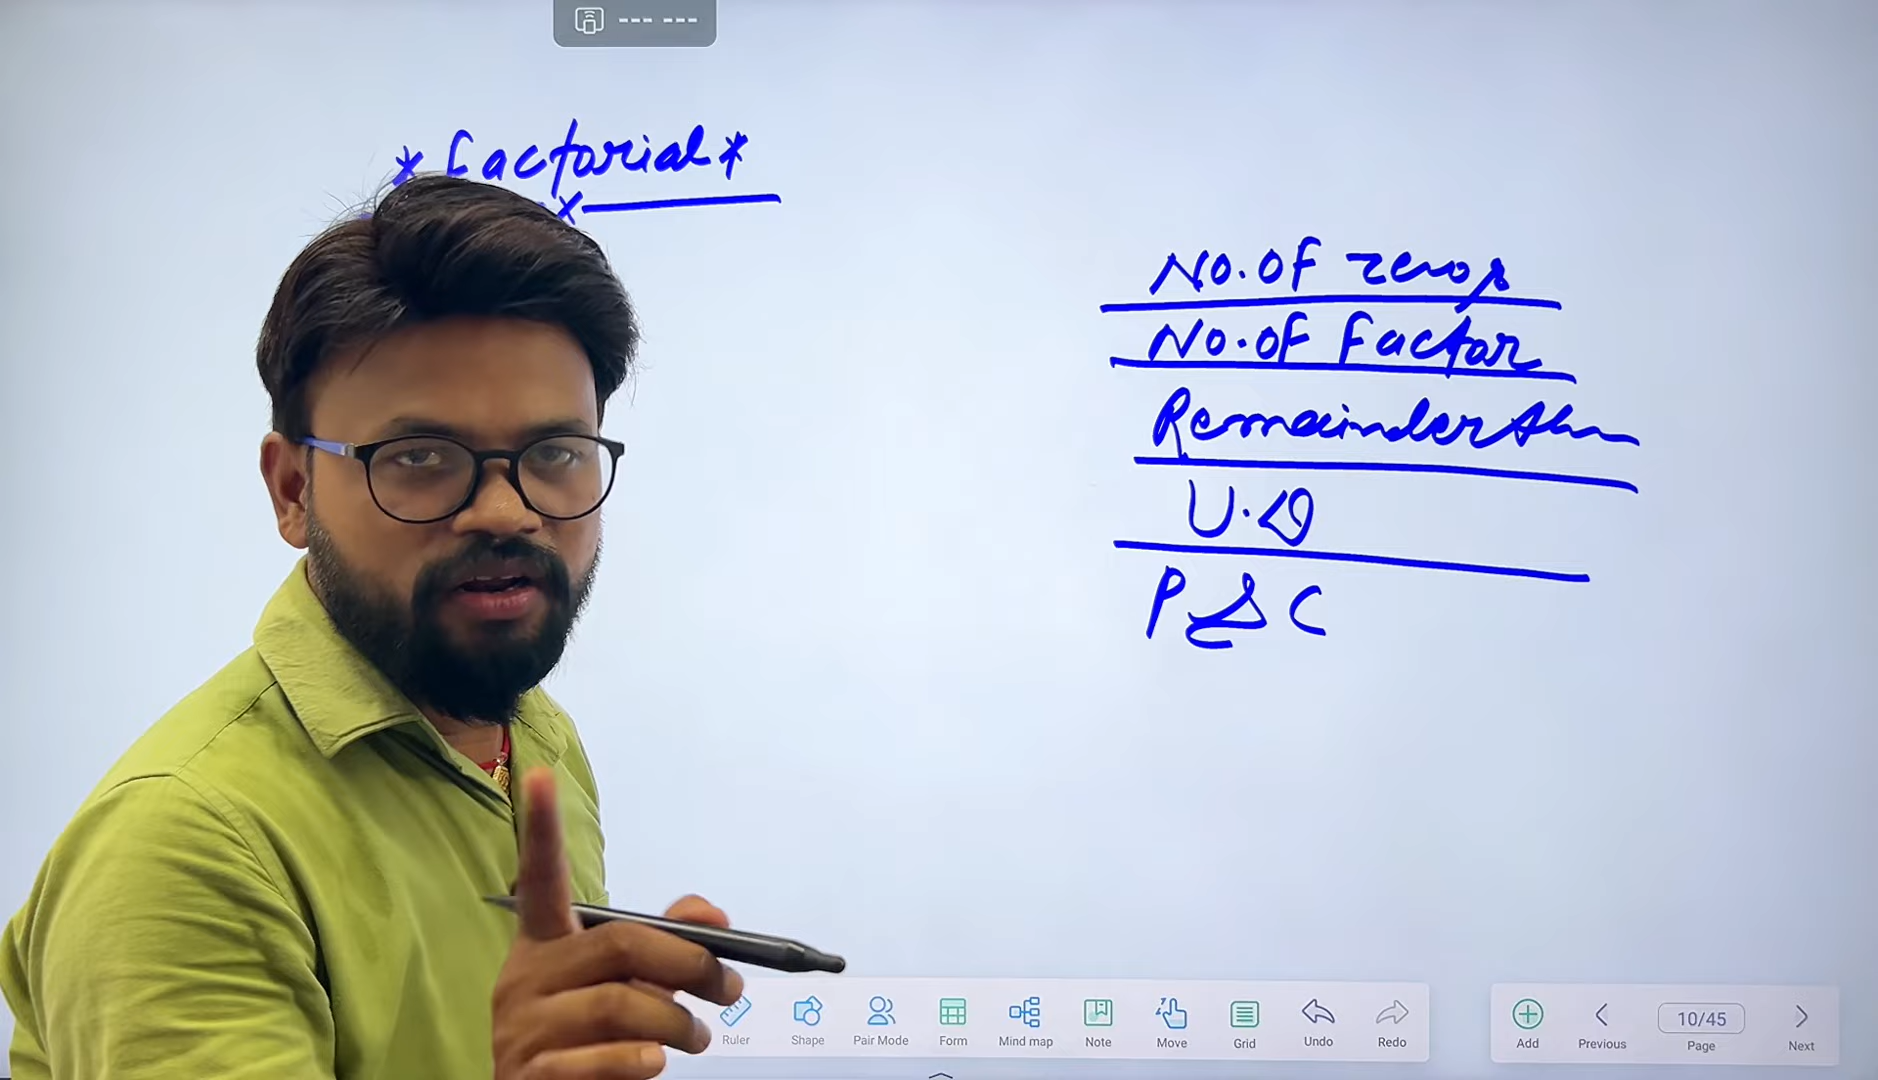 * Factorial *
x
No. of zeros
No. of Factor
Remainder thm
U.D
P & C
Ruler
Shape
Pair Mode
Form
Mind map
Note
Move
Grid
Undo
Redo
Add
Previous
10/45
Page
Next